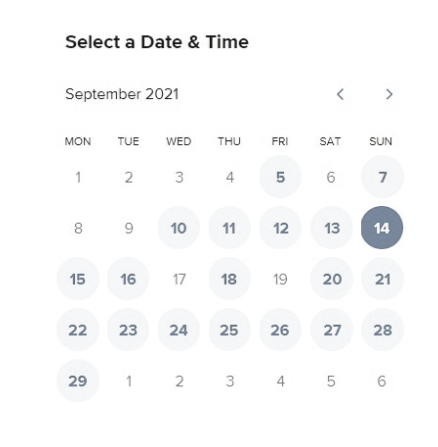 Select a Date & Time
September 2021
MON TUE WED THU FRI SAT SUN
1 2 3 4 5 6 7
8 9 10 11 12 13 14
15 16 17 18 19 20 21
22 23 24 25 26 27 28
29 1 2 3 4 5 6